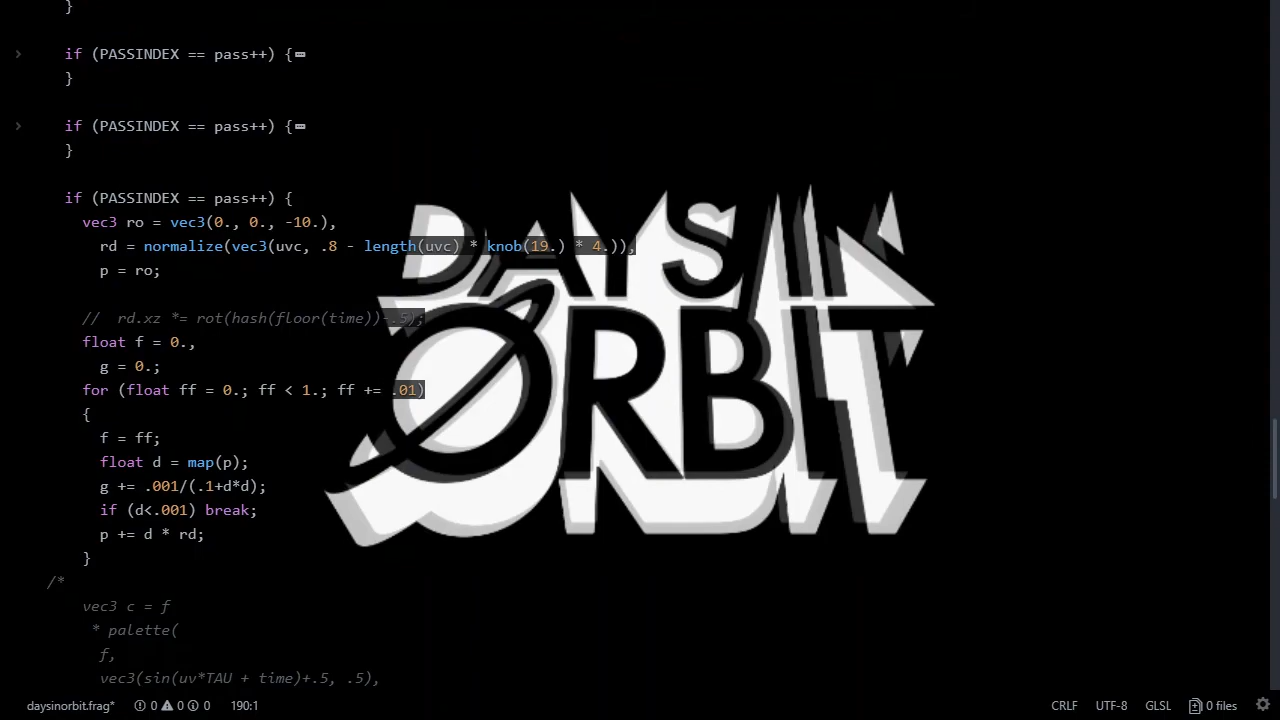 }
if (PASSINDEX == pass++) {…
}
if (PASSINDEX == pass++) {…
}
if (PASSINDEX == pass++) {
vec3 ro = vec3(0., 0., -10.),
rd = normalize(vec3(uvc, .8 - length(uvc) * knob(19.) * 4.)),
p = ro;
// rd.xz *= rot(hash(floor(time))-.5);
float f = 0.,
g = 0.;
for (float ff = 0.; ff < 1.; ff += .01)
{
f = ff;
float d = map(p);
g += .001/(.1+d*d);
if (d<.001) break;
p += d * rd;
}
/*
vec3 c = f
* palette(
f,
vec3(sin(uv*TAU + time)+.5, .5),
DAYS IN
ORBIT
daysinorbit.frag* 0 0 0 190:1 CRLF UTF-8 GLSL 0 files